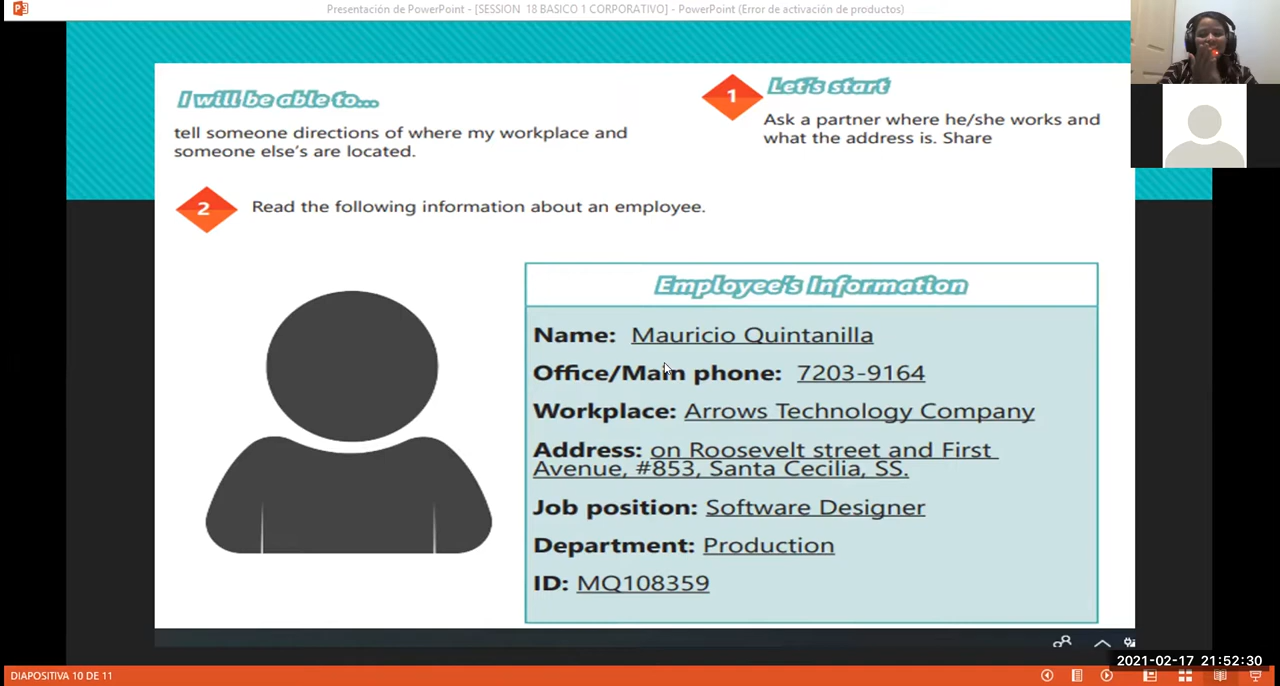 Presentación de PowerPoint - [SESSION  18 BASICO 1 CORPORATIVO] - PowerPoint (Error de activación de productos)
I will be able to...
tell someone directions of where my workplace and
someone else's are located.
1
Let's start
Ask a partner where he/she works and
what the address is. Share
2
Read the following information about an employee.
Employee's Information
Name: Mauricio Quintanilla
Office/Main phone: 7203-9164
Workplace: Arrows Technology Company
Address: on Roosevelt street and First
Avenue, #853, Santa Cecilia, SS.
Job position: Software Designer
Department: Production
ID: MQ108359
2021-02-17 21:52:30
DIAPOSITIVA 10 DE 11